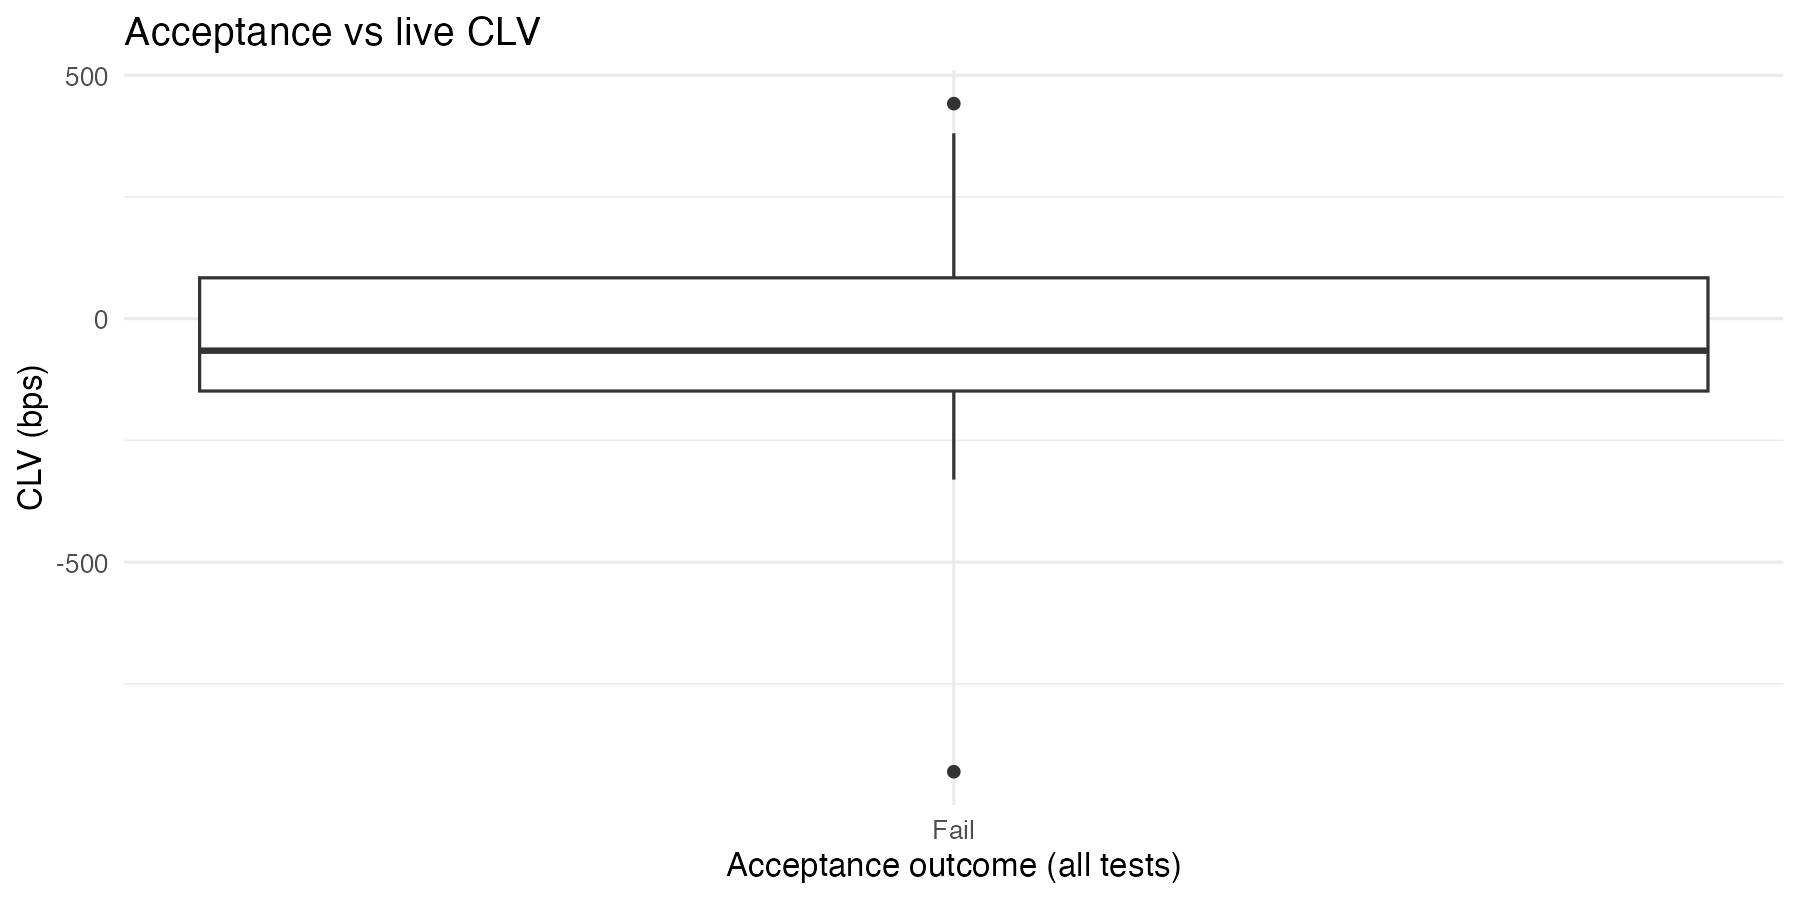 Acceptance vs live CLV
500
0
-500
CLV (bps)
Fail
Acceptance outcome (all tests)